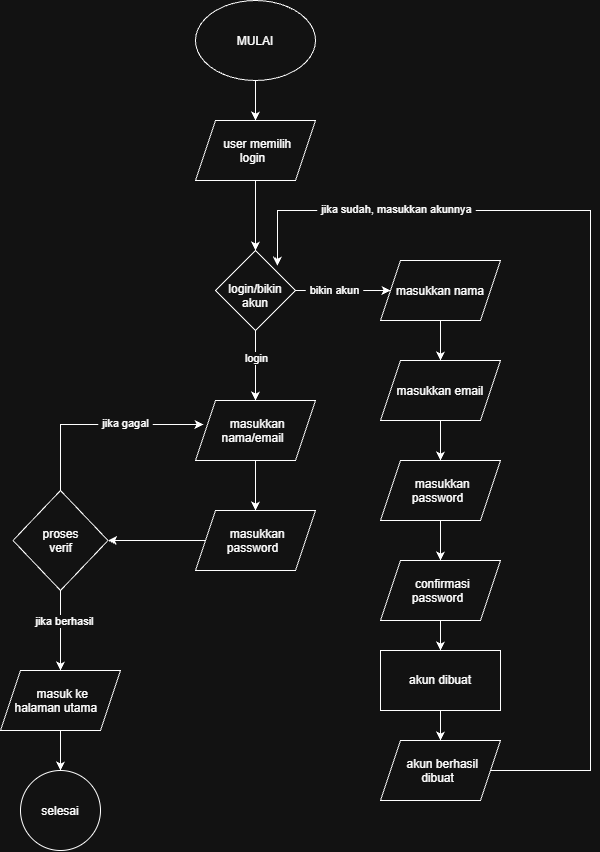 MULAI
user memilih
login
jika sudah, masukkan akunnya
login/bikin
akun
bikin akun
masukkan nama
login
masukkan email
jika gagal
masukkan
nama/email
masukkan
password
proses
verif
masukkan
password
confirmasi
password
jika berhasil
akun dibuat
masuk ke
halaman utama
akun berhasil
dibuat
selesai